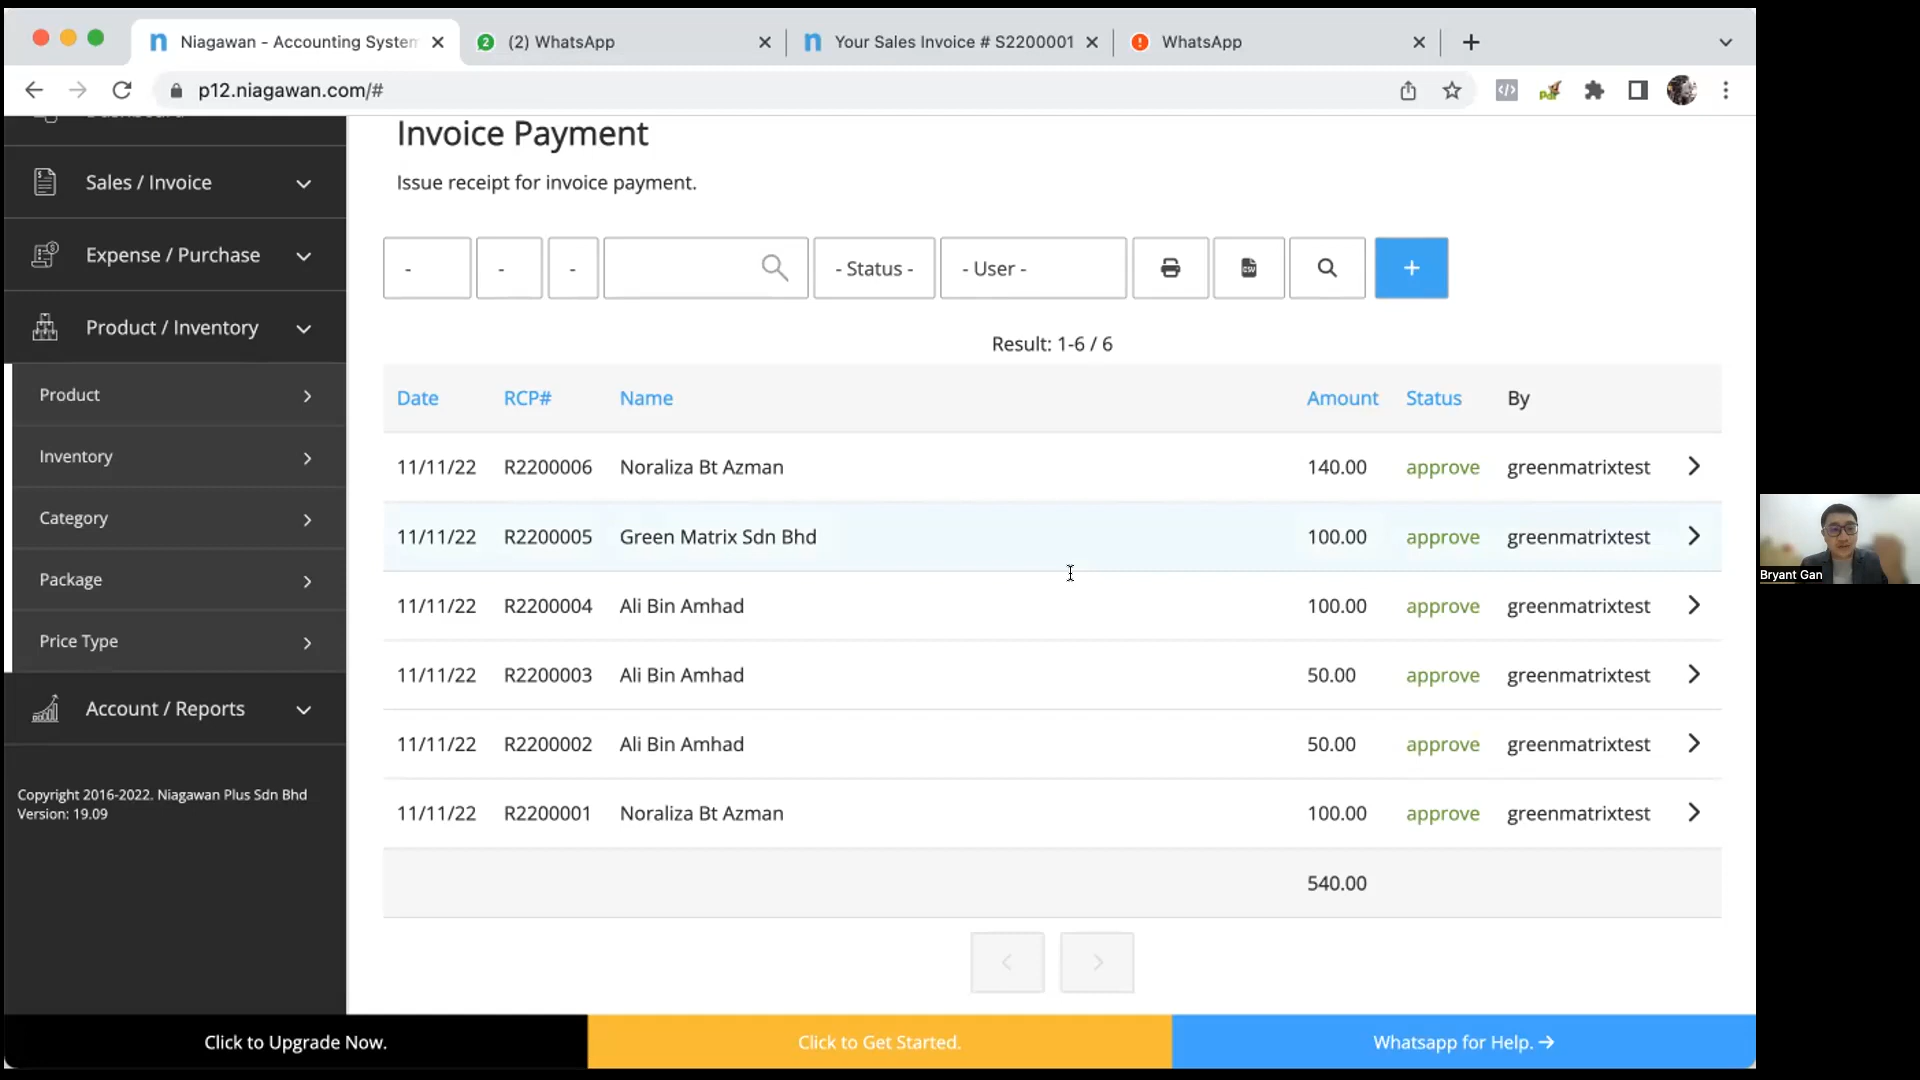 Niagawan - Accounting System
2
(2) WhatsApp
Your Sales Invoice # S2200001
WhatsApp
p12.niagawan.com/#
Dashboard
Sales / Invoice
Expense / Purchase
Product / Inventory
Product
Inventory
Category
Package
Price Type
Account / Reports
Copyright 2016-2022. Niagawan Plus Sdn Bhd
Version: 19.09
Invoice Payment
Issue receipt for invoice payment.
- - - - Status - - User - CSV +
Result: 1-6 / 6
Date RCP# Name Amount Status By
11/11/22 R2200006 Noraliza Bt Azman 140.00 approve greenmatrixtest
11/11/22 R2200005 Green Matrix Sdn Bhd 100.00 approve greenmatrixtest
11/11/22 R2200004 Ali Bin Amhad 100.00 approve greenmatrixtest
11/11/22 R2200003 Ali Bin Amhad 50.00 approve greenmatrixtest
11/11/22 R2200002 Ali Bin Amhad 50.00 approve greenmatrixtest
11/11/22 R2200001 Noraliza Bt Azman 100.00 approve greenmatrixtest
540.00
Click to Upgrade Now.
Click to Get Started.
Whatsapp for Help. →
Bryant Gan